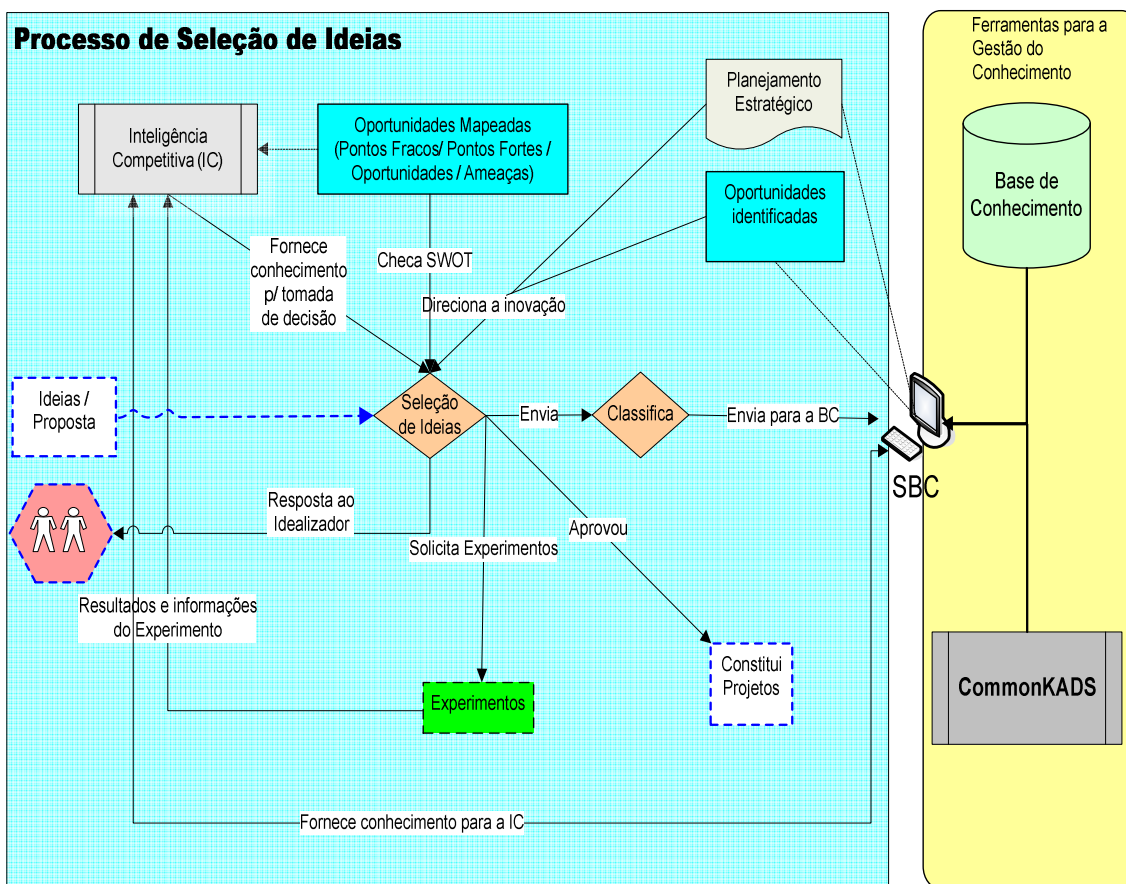 Processo de Seleção de Ideias
Ferramentas para a
Gestão do
Conhecimento
Planejamento
Estratégico
Inteligência
Competitiva (IC)
Oportunidades Mapeadas
(Pontos Fracos/ Pontos Fortes /
Oportunidades / Ameaças)
Oportunidades
identificadas
Base de
Conhecimento
Fornece
conhecimento
p/ tomada
de decisão
Checa SWOT
Direciona a inovação
Ideias /
Proposta
Seleção
de Ideias
Envia
Classifica
Envia para a BC
SBC
Resposta ao
Idealizador
Aprovou
Solicita Experimentos
Resultados e informações
do Experimento
Constitui
Projetos
Experimentos
CommonKADS
Fornece conhecimento para a IC